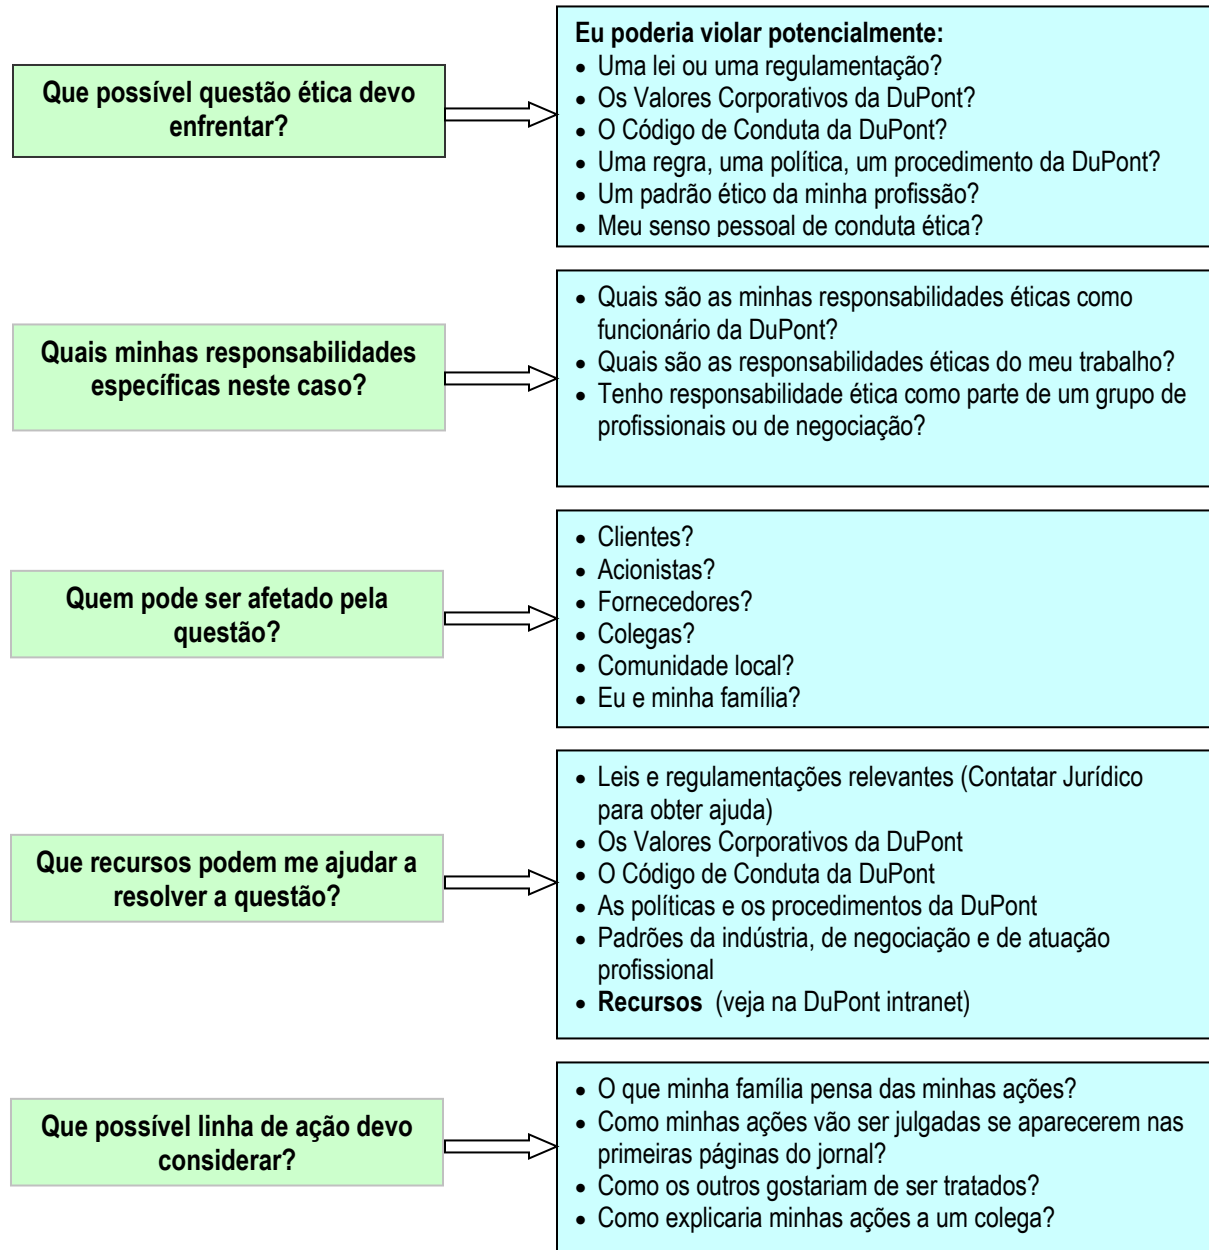 Que possível questão ética devo
enfrentar?
Eu poderia violar potencialmente:
• Uma lei ou uma regulamentação?
• Os Valores Corporativos da DuPont?
• O Código de Conduta da DuPont?
• Uma regra, uma política, um procedimento da DuPont?
• Um padrão ético da minha profissão?
• Meu senso pessoal de conduta ética?
Quais minhas responsabilidades
específicas neste caso?
• Quais são as minhas responsabilidades éticas como
funcionário da DuPont?
• Quais são as responsabilidades éticas do meu trabalho?
• Tenho responsabilidade ética como parte de um grupo de
profissionais ou de negociação?
Quem pode ser afetado pela
questão?
• Clientes?
• Acionistas?
• Fornecedores?
• Colegas?
• Comunidade local?
• Eu e minha família?
Que recursos podem me ajudar a
resolver a questão?
• Leis e regulamentações relevantes (Contatar Jurídico
para obter ajuda)
• Os Valores Corporativos da DuPont
• O Código de Conduta da DuPont
• As políticas e os procedimentos da DuPont
• Padrões da indústria, de negociação e de atuação
profissional
• Recursos (veja na DuPont intranet)
Que possível linha de ação devo
considerar?
• O que minha família pensa das minhas ações?
• Como minhas ações vão ser julgadas se aparecerem nas
primeiras páginas do jornal?
• Como os outros gostariam de ser tratados?
• Como explicaria minhas ações a um colega?